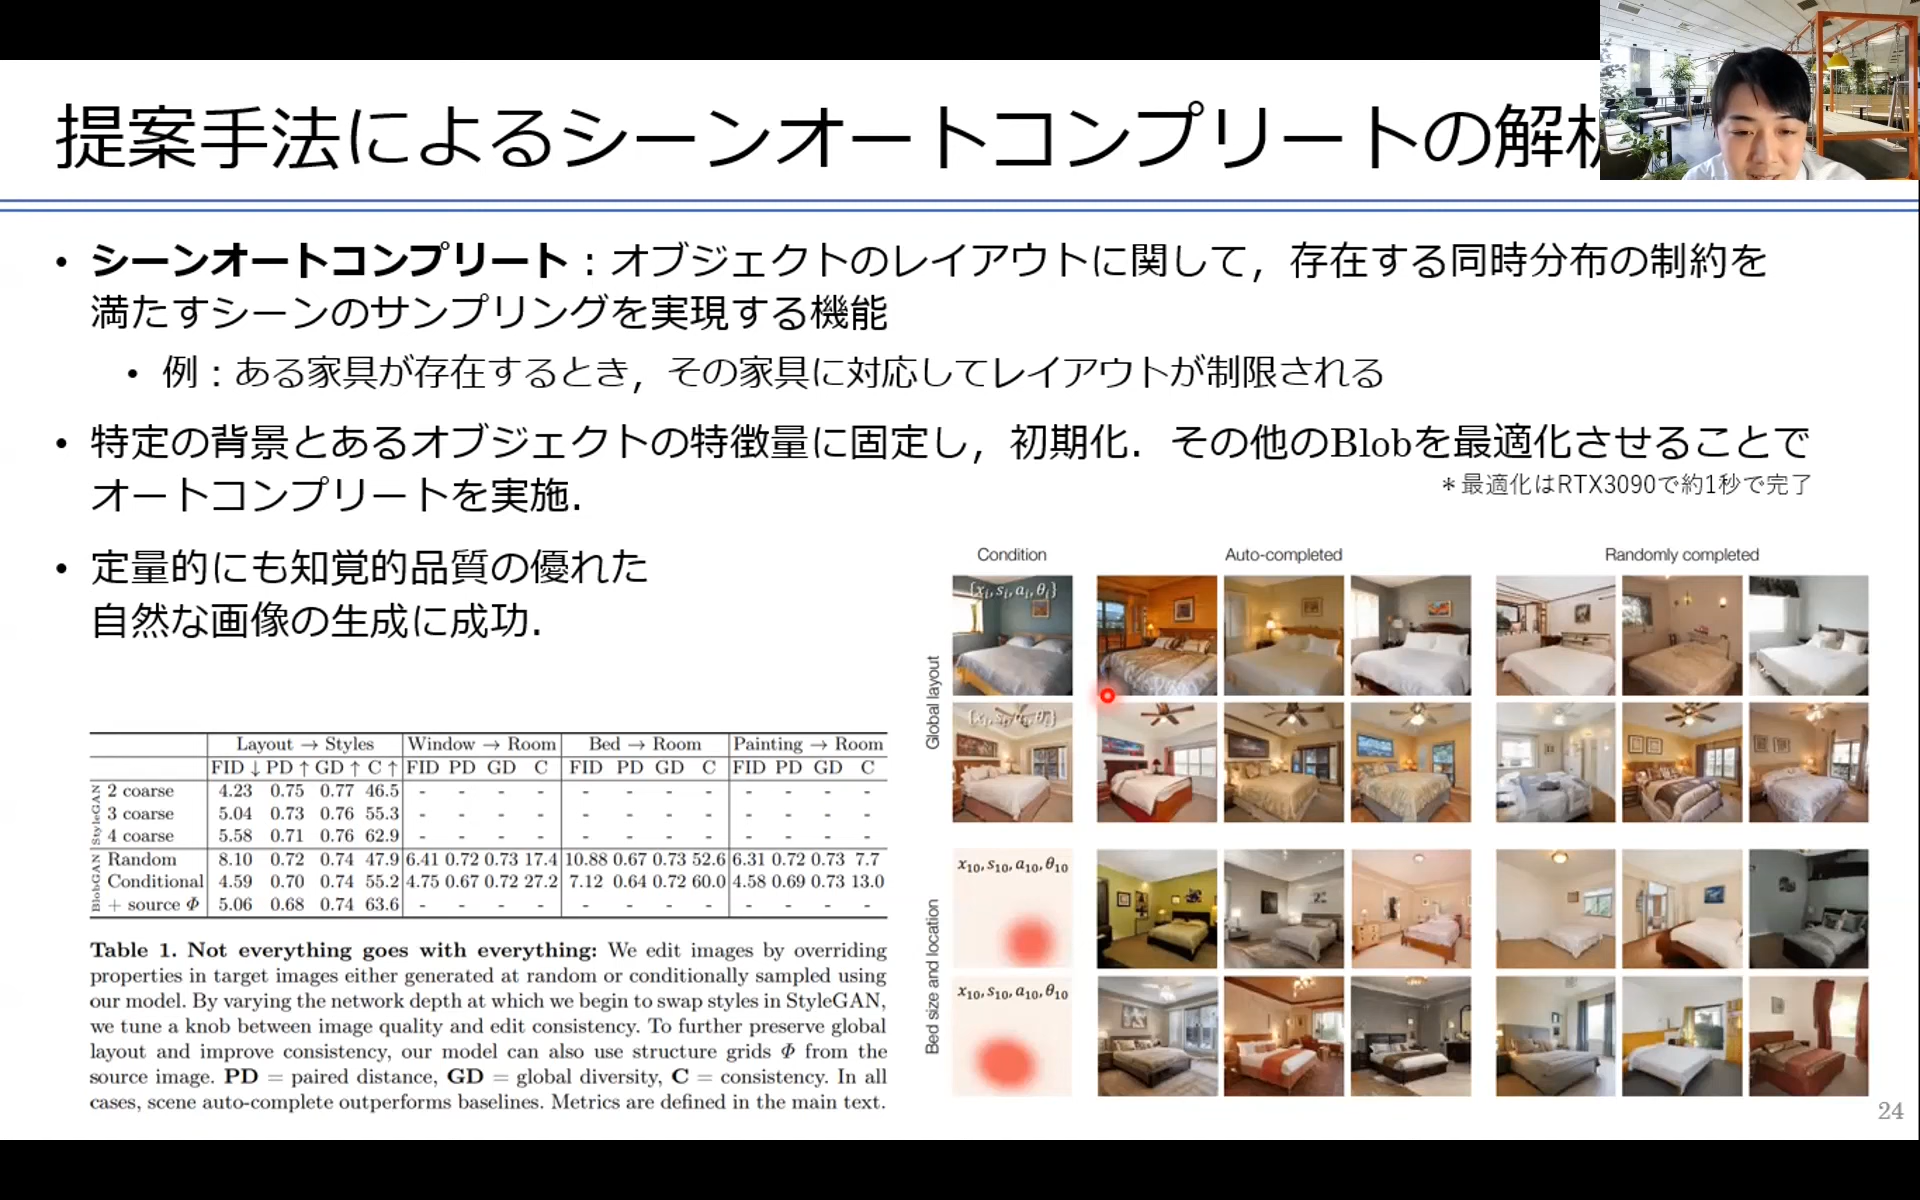 提案手法によるシーンオートコンプリートの解析
• シーンオートコンプリート：オブジェクトのレイアウトに関して，存在する同時分布の制約を
満たすシーンのサンプリングを実現する機能
• 例：ある家具が存在するとき，その家具に対応してレイアウトが制限される
• 特定の背景とあるオブジェクトの特徴量に固定し，初期化．その他のBlobを最適化させることで
オートコンプリートを実施．
＊最適化はRTX3090で約1秒で完了
• 定量的にも知覚的品質の優れた
自然な画像の生成に成功．
Layout → Styles Window → Room Bed → Room Painting → Room
FID ↓ PD ↑ GD ↑ C ↑ FID PD GD C FID PD GD C FID PD GD C
StyleGAN
2 coarse 4.23 0.75 0.77 46.5 - - - - - - - - - - - -
3 coarse 5.04 0.73 0.76 55.3 - - - - - - - - - - - -
4 coarse 5.58 0.71 0.76 62.9 - - - - - - - - - - - -
BlobGAN
Random 8.10 0.72 0.74 47.9 6.41 0.72 0.73 17.4 10.88 0.67 0.73 52.6 6.31 0.72 0.73 7.7
Conditional 4.59 0.70 0.74 55.2 4.75 0.67 0.72 27.2 7.12 0.64 0.72 60.0 4.58 0.69 0.73 13.0
+ source Φ 5.06 0.68 0.74 63.6 - - - - - - - - - - - -
Table 1. Not everything goes with everything: We edit images by overriding
properties in target images either generated at random or conditionally sampled using
our model. By varying the network depth at which we begin to swap styles in StyleGAN,
we tune a knob between image quality and edit consistency. To further preserve global
layout and improve consistency, our model can also use structure grids Φ from the
source image. PD = paired distance, GD = global diversity, C = consistency. In all
cases, scene auto-complete outperforms baselines. Metrics are defined in the main text.
Condition Auto-completed Randomly completed
Global layout
{xᵢ, sᵢ, aᵢ, θᵢ}
{xᵢ, sᵢ, aᵢ, θᵢ}
Bed size and location
x₁₀, s₁₀, a₁₀, θ₁₀
x₁₀, s₁₀, a₁₀, θ₁₀
24